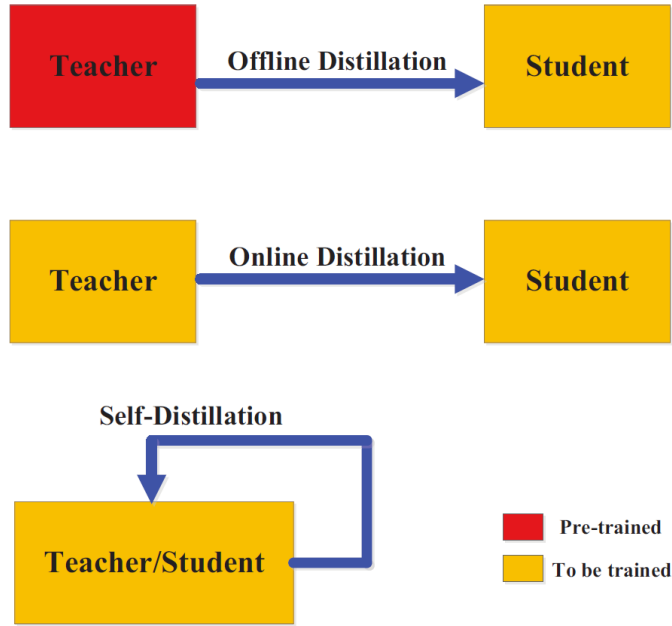 Teacher
Offline Distillation
Student
Teacher
Online Distillation
Student
Self-Distillation
Teacher/Student
Pre-trained
To be trained